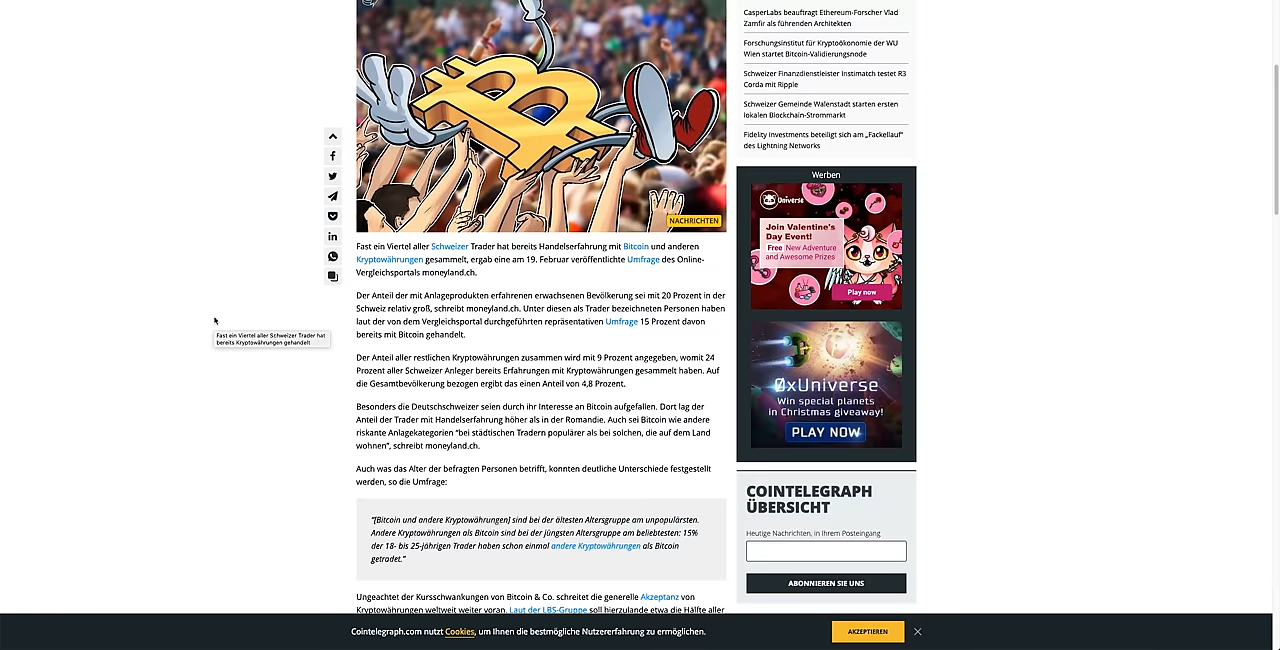 CasperLabs beauftragt Ethereum-Forscher Vlad
Zamfir als führenden Architekten
Forschungsinstitut für Kryptoökonomie der WU
Wien startet Bitcoin-Validierungsnode
Schweizer Finanzdienstleister Instimatch testet R3
Corda mit Ripple
Schweizer Gemeinde Walenstadt starten ersten
lokalen Blockchain-Strommarkt
Fidelity Investments beteiligt sich am „Fackellauf“
des Lightning Networks
NACHRICHTEN
Fast ein Viertel aller Schweizer Trader hat bereits Handelserfahrung mit Bitcoin und anderen
Kryptowährungen gesammelt, ergab eine am 19. Februar veröffentlichte Umfrage des Online-
Vergleichsportals moneyland.ch.
Der Anteil der mit Anlageprodukten erfahrenen erwachsenen Bevölkerung sei mit 20 Prozent in der
Schweiz relativ groß, schreibt moneyland.ch. Unter diesen als Trader bezeichneten Personen haben
laut der von dem Vergleichsportal durchgeführten repräsentativen Umfrage 15 Prozent davon
bereits mit Bitcoin gehandelt.
Der Anteil aller restlichen Kryptowährungen zusammen wird mit 9 Prozent angegeben, womit 24
Prozent aller Schweizer Anleger bereits Erfahrungen mit Kryptowährungen gesammelt haben. Auf
die Gesamtbevölkerung bezogen ergibt das einen Anteil von 4,8 Prozent.
Besonders die Deutschschweizer seien durch ihr Interesse an Bitcoin aufgefallen. Dort lag der
Anteil der Trader mit Handelserfahrung höher als in der Romandie. Auch sei Bitcoin wie andere
riskante Anlagekategorien “bei städtischen Tradern populärer als bei solchen, die auf dem Land
wohnen”, schreibt moneyland.ch.
Auch was das Alter der befragten Personen betrifft, konnten deutliche Unterschiede festgestellt
werden, so die Umfrage:
“[Bitcoin und andere Kryptowährungen] sind bei der ältesten Altersgruppe am unpopulärsten.
Andere Kryptowährungen als Bitcoin sind bei der jüngsten Altersgruppe am beliebtesten: 15%
der 18- bis 25-jährigen Trader haben schon einmal andere Kryptowährungen als Bitcoin
getradet.”
Ungeachtet der Kursschwankungen von Bitcoin & Co. schreitet die generelle Akzeptanz von
Kryptowährungen weltweit weiter voran. Laut der LBS-Gruppe soll hierzulande etwa die Hälfte aller
Fast ein Viertel aller Schweizer Trader hat
bereits Kryptowährungen gehandelt
Werben
Universe
Join Valentine's
Day Event!
Free New Adventure
and Awesome Prizes
Play now
0xUniverse
Win special planets
in Christmas giveaway!
PLAY NOW
COINTELEGRAPH
ÜBERSICHT
Heutige Nachrichten, in Ihrem Posteingang
ABONNIEREN SIE UNS
Cointelegraph.com nutzt Cookies, um Ihnen die bestmögliche Nutzererfahrung zu ermöglichen.
AKZEPTIEREN